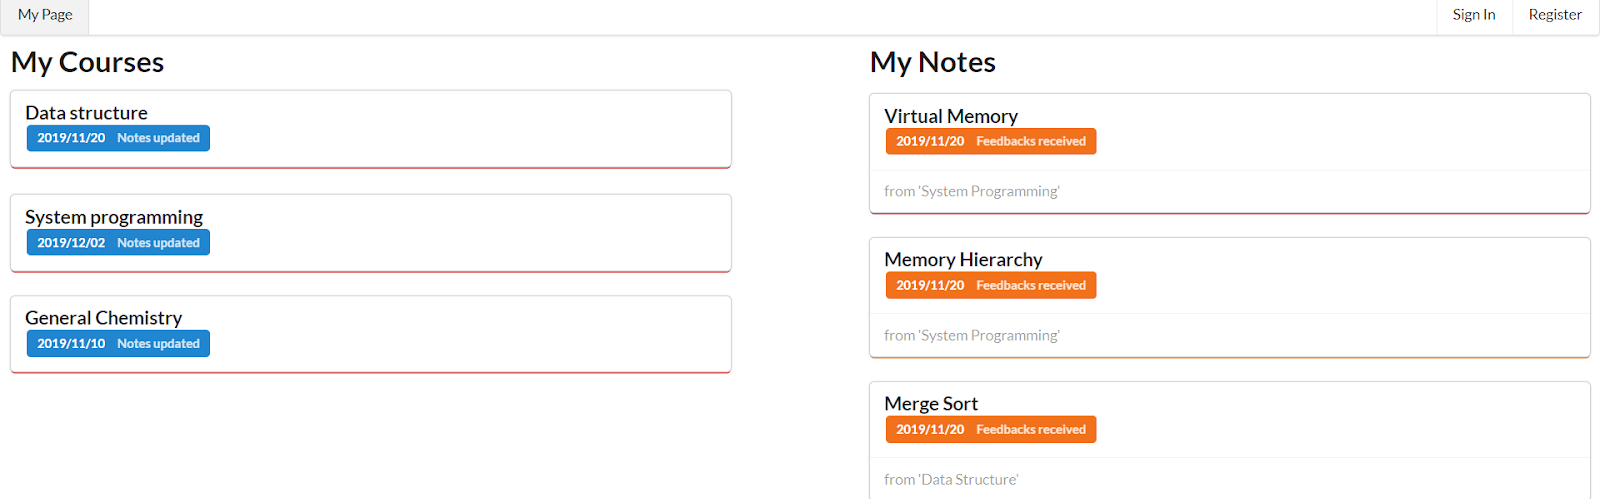 My Page
Sign In
Register
My Courses
Data structure
2019/11/20 Notes updated
System programming
2019/12/02 Notes updated
General Chemistry
2019/11/10 Notes updated
My Notes
Virtual Memory
2019/11/20 Feedbacks received
from 'System Programming'
Memory Hierarchy
2019/11/20 Feedbacks received
from 'System Programming'
Merge Sort
2019/11/20 Feedbacks received
from 'Data Structure'